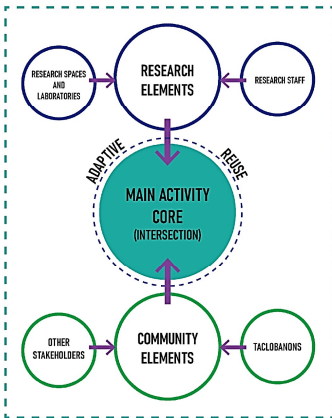 RESEARCH SPACES
AND
LABORATORIES
RESEARCH
ELEMENTS
RESEARCH STAFF
ADAPTIVE
REUSE
MAIN ACTIVITY
CORE
(INTERSECTION)
OTHER
STAKEHOLDERS
COMMUNITY
ELEMENTS
TACLOBANONS